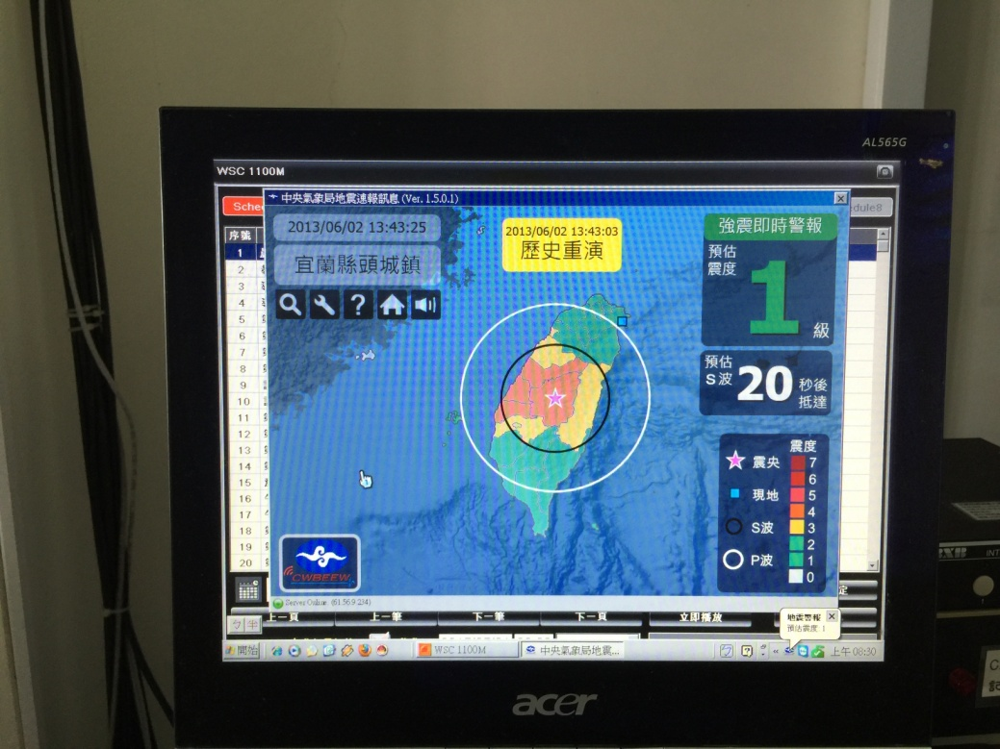 AL565G
WSC 1100M
中央氣象局地震速報訊息 (Ver. 1.5.0.1)
Sche
dule8
2013/06/02 13:43:25
宜蘭縣頭城鎮
2013/06/02 13:43:03
歷史重演
強震即時警報
預估
震度
1
級
預估
S波
20
秒後
抵達
序號
1
2
3
4
5
6
7
8
9
10
11
12
13
14
15
16
17
18
19
20
震度
震央
現地
S波
P波
7
6
5
4
3
2
1
0
CWBEEW
Server Online. (61.56.9.234)
上一頁
上一筆
下一筆
下一頁
立即播放
定
地震警報
預估震度: 1
ㄅ
半
開始
WSC 1100M
中央氣象局地震...
上午 08:30
acer
BXB
INT